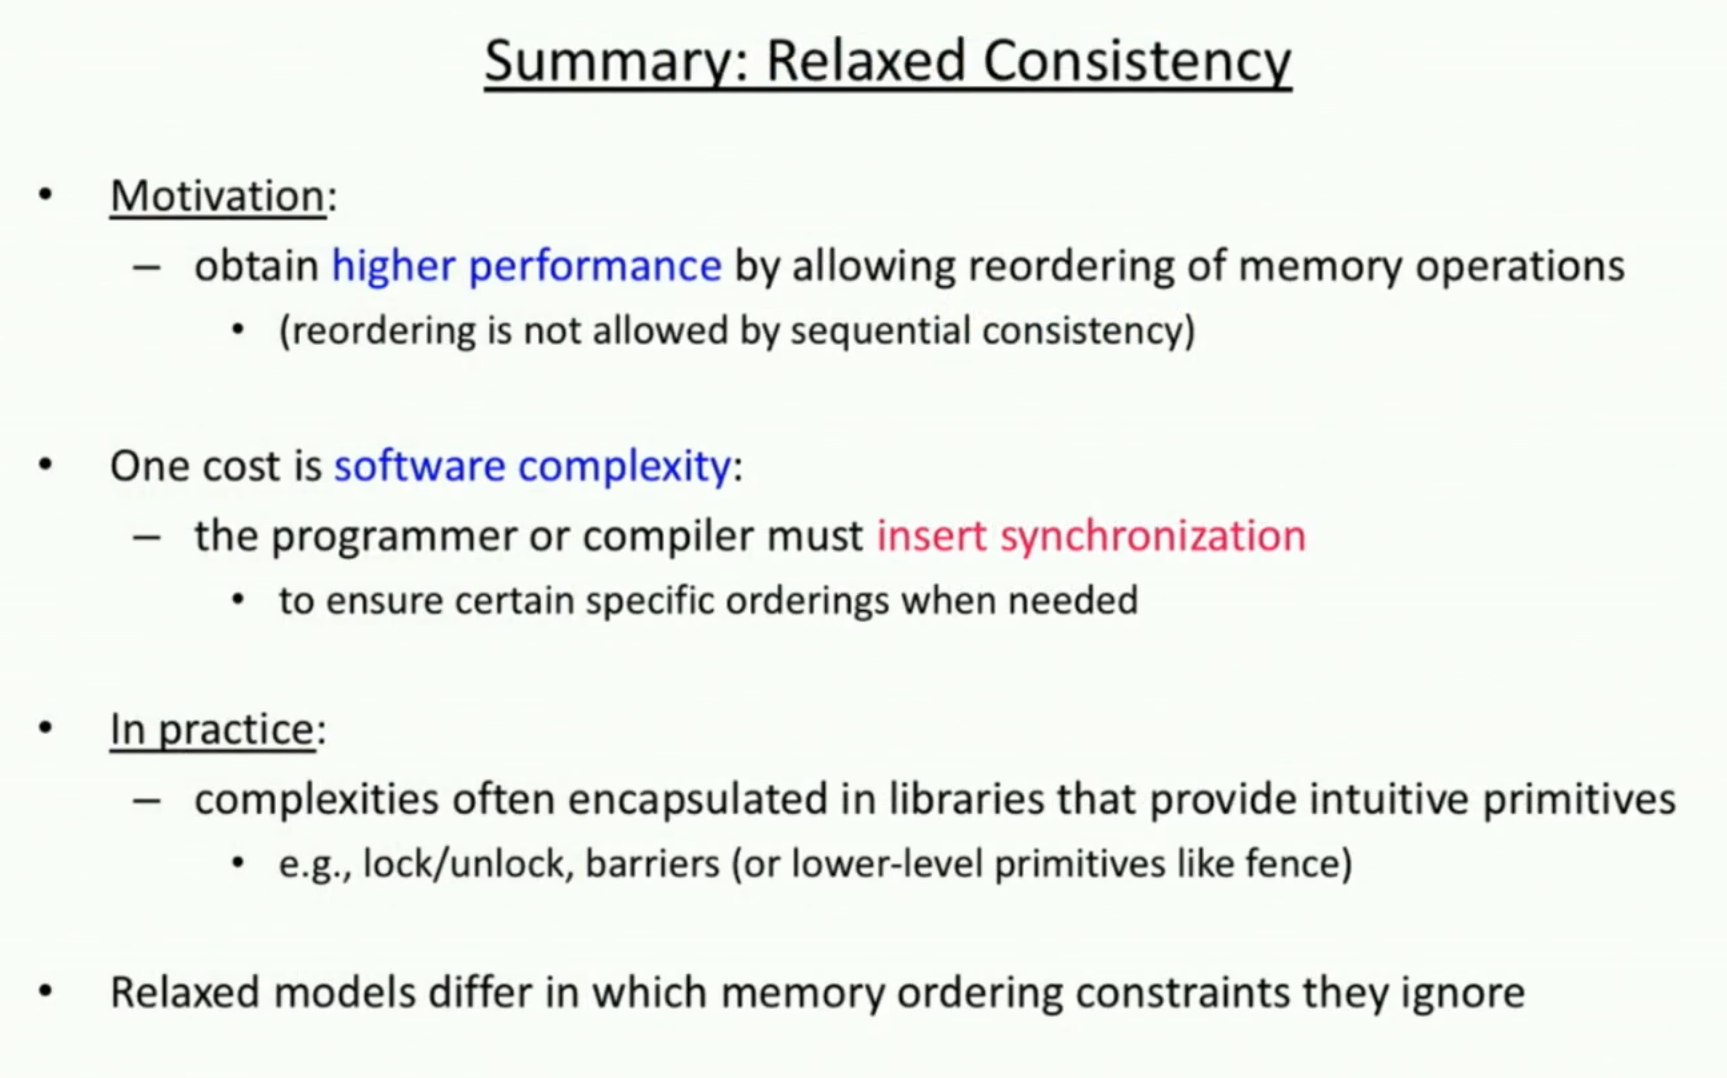 Summary: Relaxed Consistency
• Motivation:
– obtain higher performance by allowing reordering of memory operations
• (reordering is not allowed by sequential consistency)
• One cost is software complexity:
– the programmer or compiler must insert synchronization
• to ensure certain specific orderings when needed
• In practice:
– complexities often encapsulated in libraries that provide intuitive primitives
• e.g., lock/unlock, barriers (or lower-level primitives like fence)
• Relaxed models differ in which memory ordering constraints they ignore